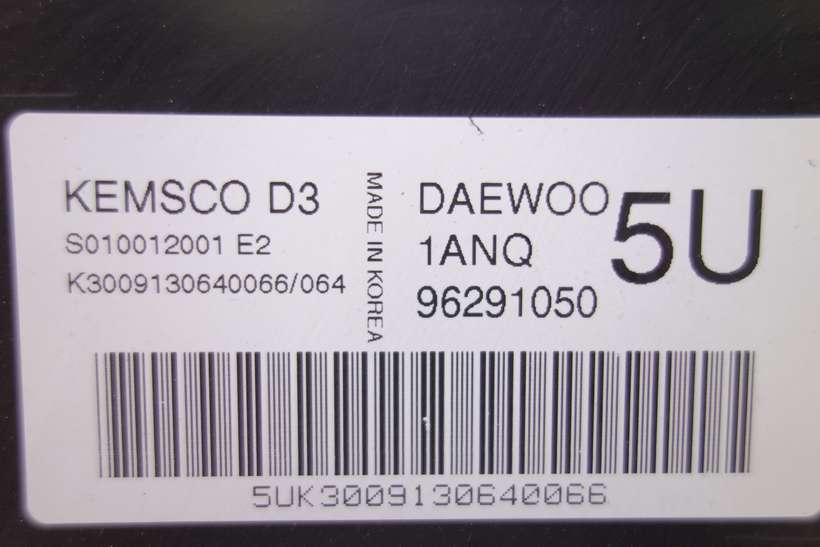 KEMSCO D3
S010012001 E2
K3009130640066/064
MADE IN KOREA
DAEWOO
1ANQ
96291050
5U
5UK3009130640066